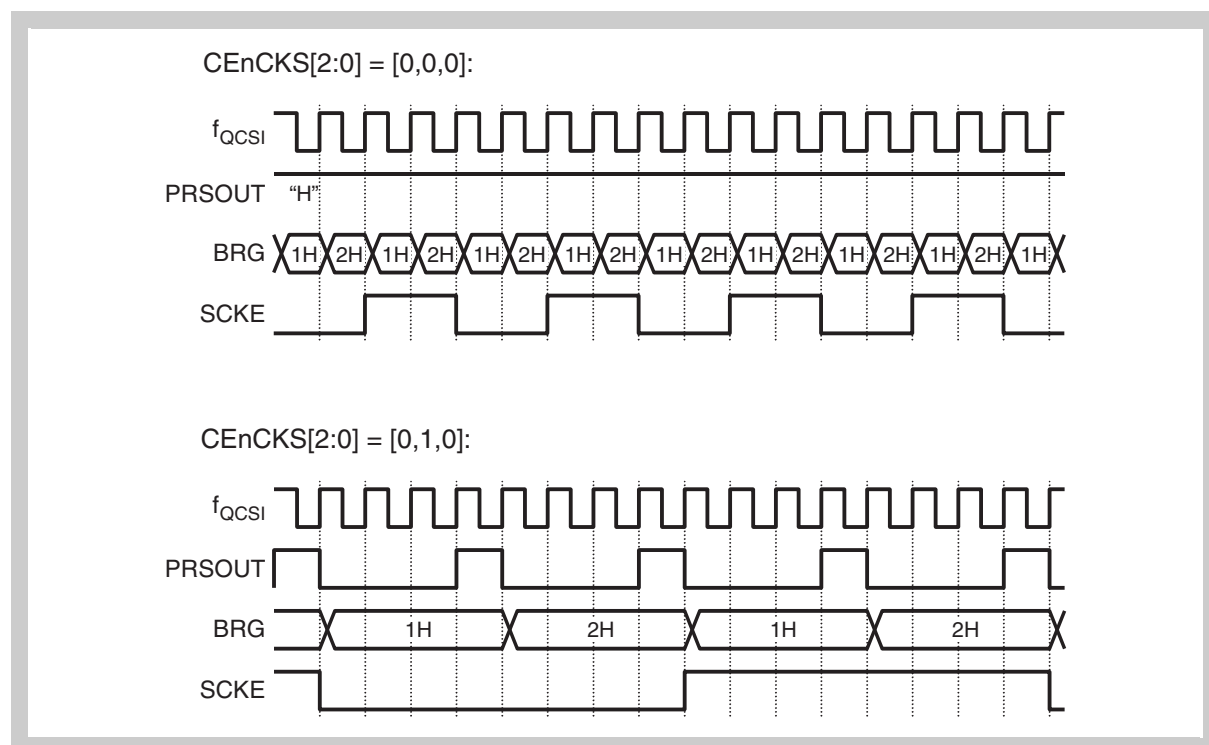 CEnCKS[2:0] = [0,0,0]:
fQCSI
PRSOUT "H"
BRG 1H 2H 1H 2H 1H 2H 1H 2H 1H 2H 1H 2H 1H 2H 1H 2H 1H
SCKE
CEnCKS[2:0] = [0,1,0]:
fQCSI
PRSOUT
BRG 1H 2H 1H 2H
SCKE